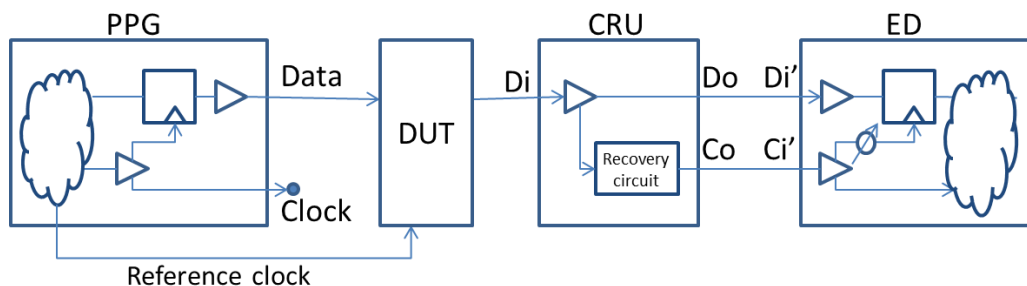 PPG
CRU
ED
Data
Di
Do
Di’
DUT
Recovery
circuit
Co
Ci’
Clock
Reference clock